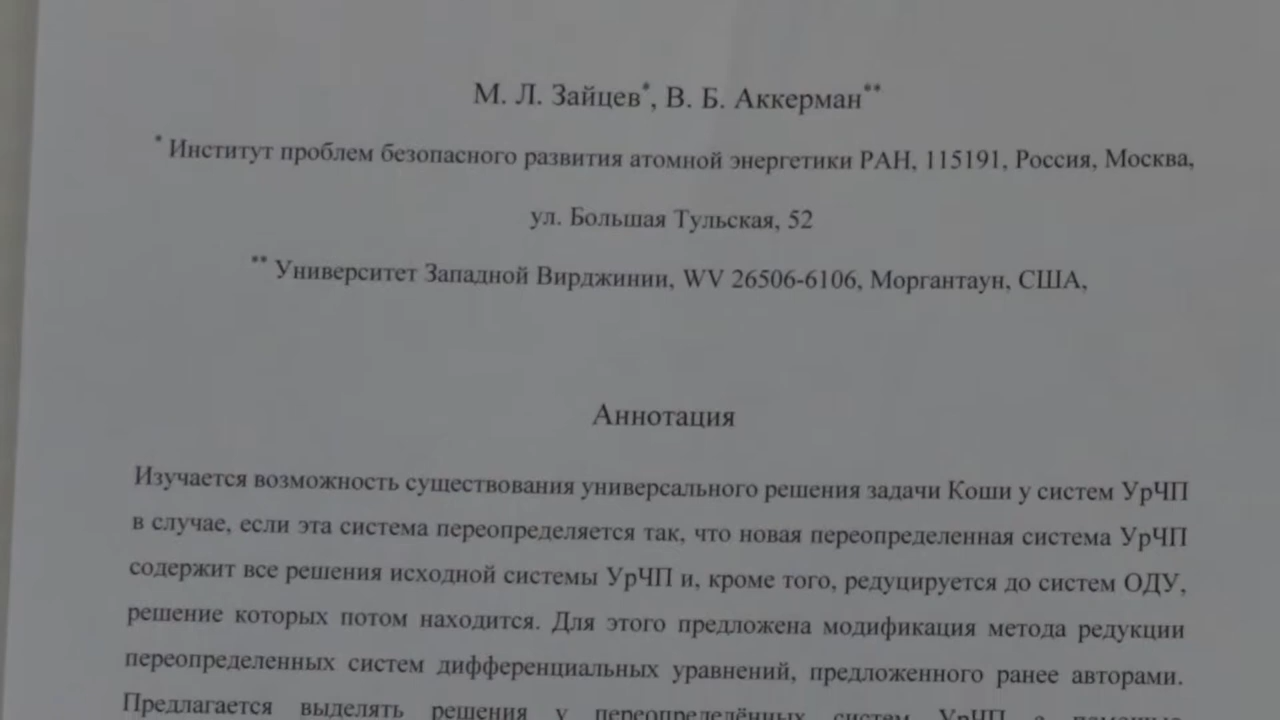 М. Л. Зайцев*, В. Б. Аккерман**
* Институт проблем безопасного развития атомной энергетики РАН, 115191, Россия, Москва,
ул. Большая Тульская, 52
** Университет Западной Вирджинии, WV 26506-6106, Моргантаун, США,
Аннотация
Изучается возможность существования универсального решения задачи Коши у систем УрЧП
в случае, если эта система переопределяется так, что новая переопределенная система УрЧП
содержит все решения исходной системы УрЧП и, кроме того, редуцируется до систем ОДУ,
решение которых потом находится. Для этого предложена модификация метода редукции
переопределенных систем дифференциальных уравнений, предложенного ранее авторами.
Предлагается выделять решения у переопределённых систем УрЧП с помощью